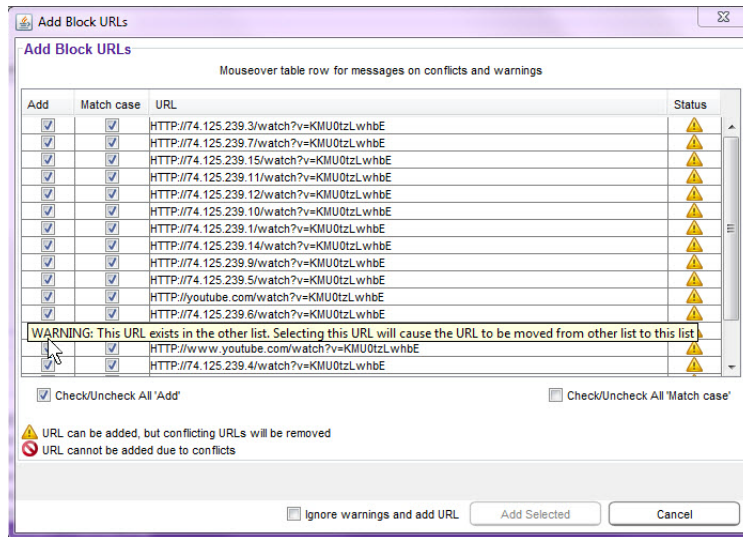 Add Block URLs
Add Block URLs
Mouseover table row for messages on conflicts and warnings
Add Match case URL Status
HTTP://74.125.239.3/watch?v=KMU0tzLwhbE
HTTP://74.125.239.7/watch?v=KMU0tzLwhbE
HTTP://74.125.239.15/watch?v=KMU0tzLwhbE
HTTP://74.125.239.11/watch?v=KMU0tzLwhbE
HTTP://74.125.239.12/watch?v=KMU0tzLwhbE
HTTP://74.125.239.10/watch?v=KMU0tzLwhbE
HTTP://74.125.239.1/watch?v=KMU0tzLwhbE
HTTP://74.125.239.14/watch?v=KMU0tzLwhbE
HTTP://74.125.239.9/watch?v=KMU0tzLwhbE
HTTP://74.125.239.5/watch?v=KMU0tzLwhbE
HTTP://youtube.com/watch?v=KMU0tzLwhbE
HTTP://74.125.239.6/watch?v=KMU0tzLwhbE
WARNING: This URL exists in the other list. Selecting this URL will cause the URL to be moved from other list to this list
HTTP://www.youtube.com/watch?v=KMU0tzLwhbE
HTTP://74.125.239.4/watch?v=KMU0tzLwhbE
Check/Uncheck All 'Add' Check/Uncheck All 'Match case'
URL can be added, but conflicting URLs will be removed
URL cannot be added due to conflicts
Ignore warnings and add URL Add Selected Cancel